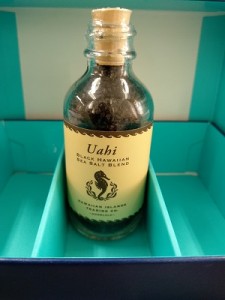 Uahi
Black Hawaiian
Sea Salt Blend
Hawaiian Islands
Trading Co.